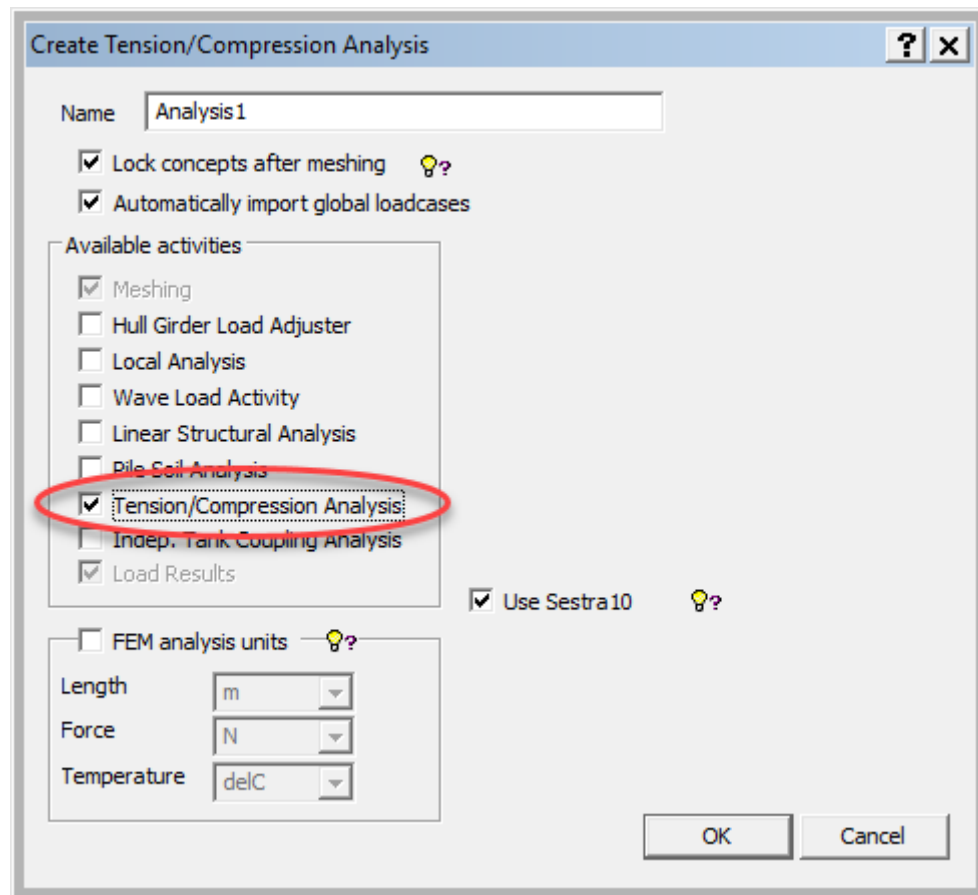 Create Tension/Compression Analysis
Name Analysis1
Lock concepts after meshing
Automatically import global loadcases
Available activities
Meshing
Hull Girder Load Adjuster
Local Analysis
Wave Load Activity
Linear Structural Analysis
Pile Soil Analysis
Tension/Compression Analysis
Indep. Tank Coupling Analysis
Load Results
Use Sestra10
FEM analysis units
Length m
Force N
Temperature delC
OK Cancel